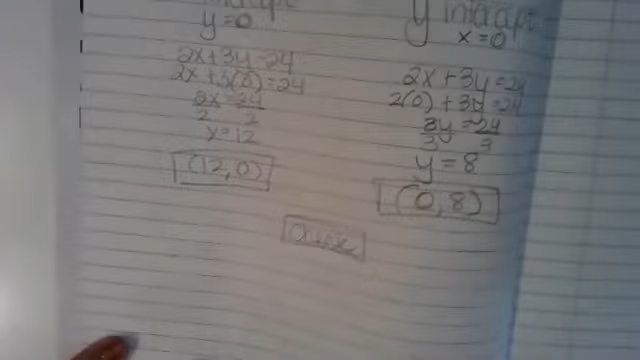 y=0
2x+3y=24
2x+3(0)=24
2x=24
2 2
x=12
(12,0)
y intercept
x=0
2x+3y=24
2(0)+3y=24
3y=24
3 3
y=8
(0,8)